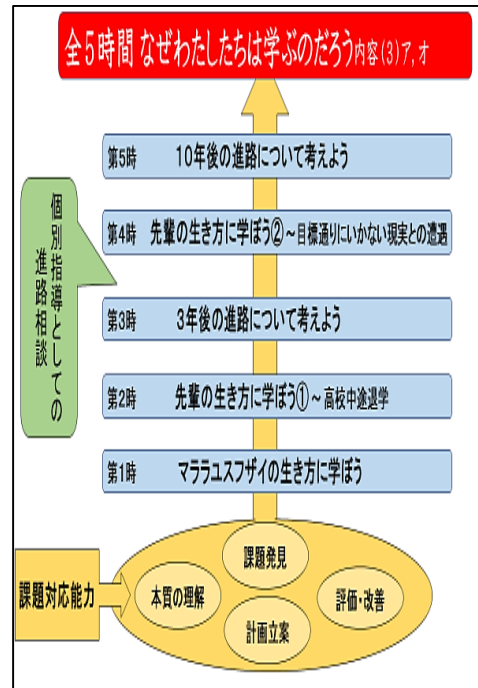 全5時間 なぜわたしたちは学ぶのだろう内容(3)ア,オ
第5時 10年後の進路について考えよう
第4時 先輩の生き方に学ぼう②～目標通りにいかない現実との遭遇
第3時 3年後の進路について考えよう
第2時 先輩の生き方に学ぼう①～高校中途退学
第1時 マララユスフザイの生き方に学ぼう
個別指導としての
進路相談
課題対応能力
課題発見
本質の理解
評価・改善
計画立案